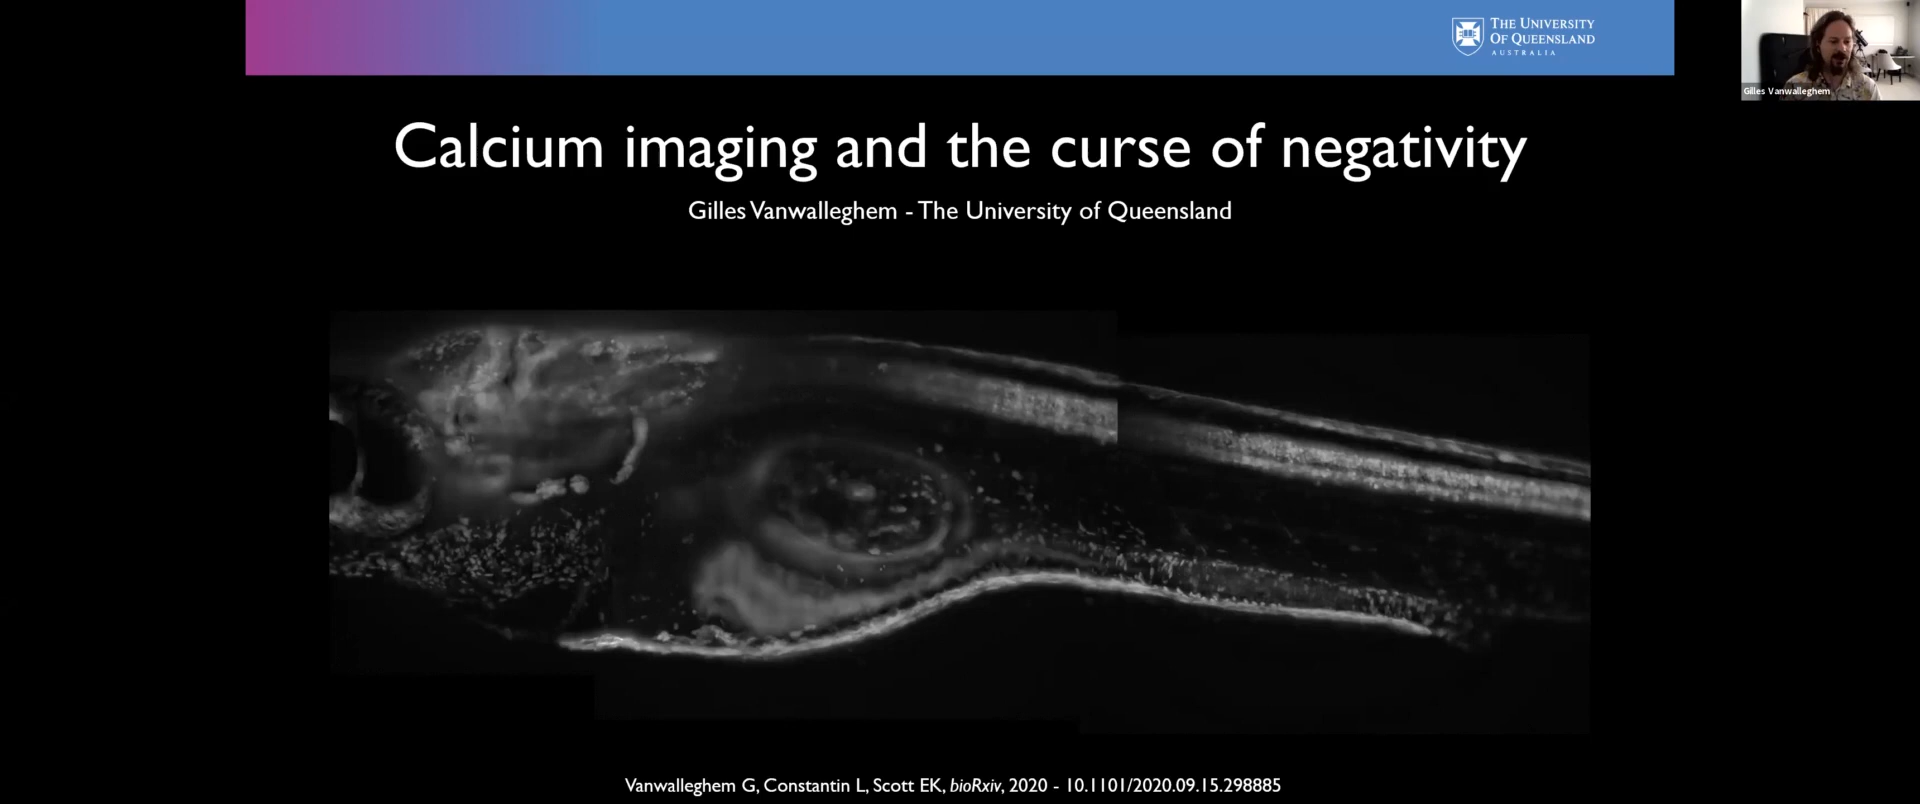 THE UNIVERSITY
OF QUEENSLAND
AUSTRALIA
Gilles Vanwalleghem
Calcium imaging and the curse of negativity
Gilles Vanwalleghem - The University of Queensland
Vanwalleghem G, Constantin L, Scott EK, bioRxiv, 2020 - 10.1101/2020.09.15.298885